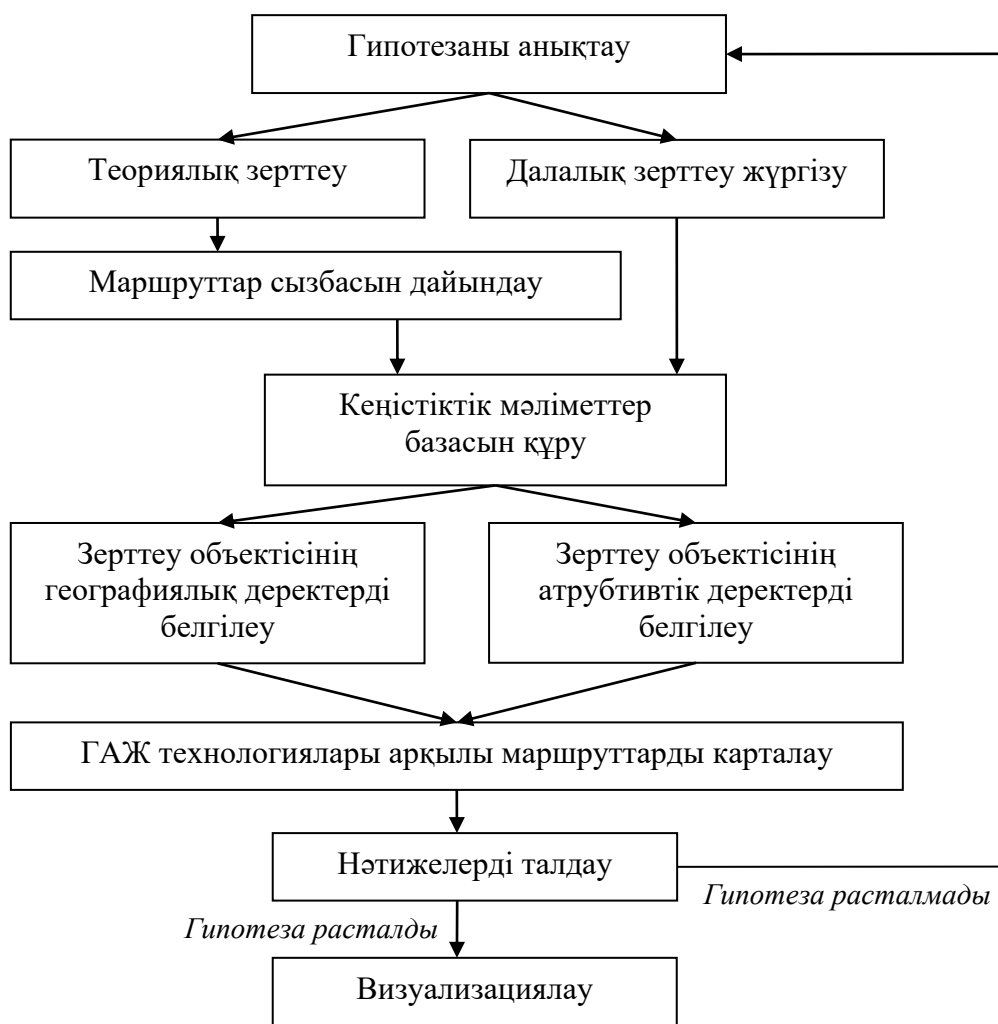 Гипотезаны анықтау
Теориялық зерттеу
Далалық зерттеу жүргізу
Маршруттар сызбасын дайындау
Кеңістіктік мәліметтер
базасын құру
Зерттеу объектісінің
географиялық деректерді
белгілеу
Зерттеу объектісінің
атрубтивтік деректерді
белгілеу
ГАЖ технологиялары арқылы маршруттарды карталау
Нәтижелерді талдау
Гипотеза расталмады
Гипотеза расталды
Визуализациялау